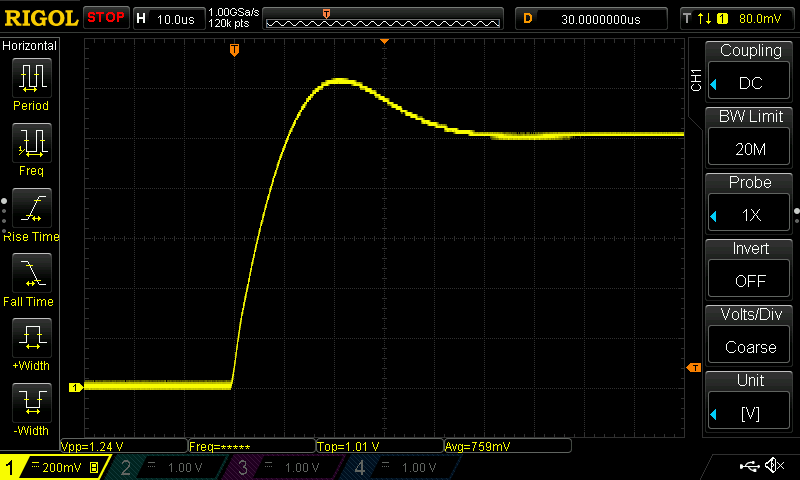 RIGOL STOP H 10.0us 1.00GSa/s 120k pts T D 30.0000000us T 1 80.0mV
Horizontal
Period
Freq
Rise Time
Fall Time
+Width
-Width
T
1
T
CH1
Coupling
DC
BW Limit
20M
Probe
1X
Invert
OFF
Volts/Div
Coarse
Unit
[V]
Vpp=1.24 V Freq=***** Top=1.01 V Avg=759mV
1 200mV B 2 1.00 V 3 1.00 V 4 1.00 V